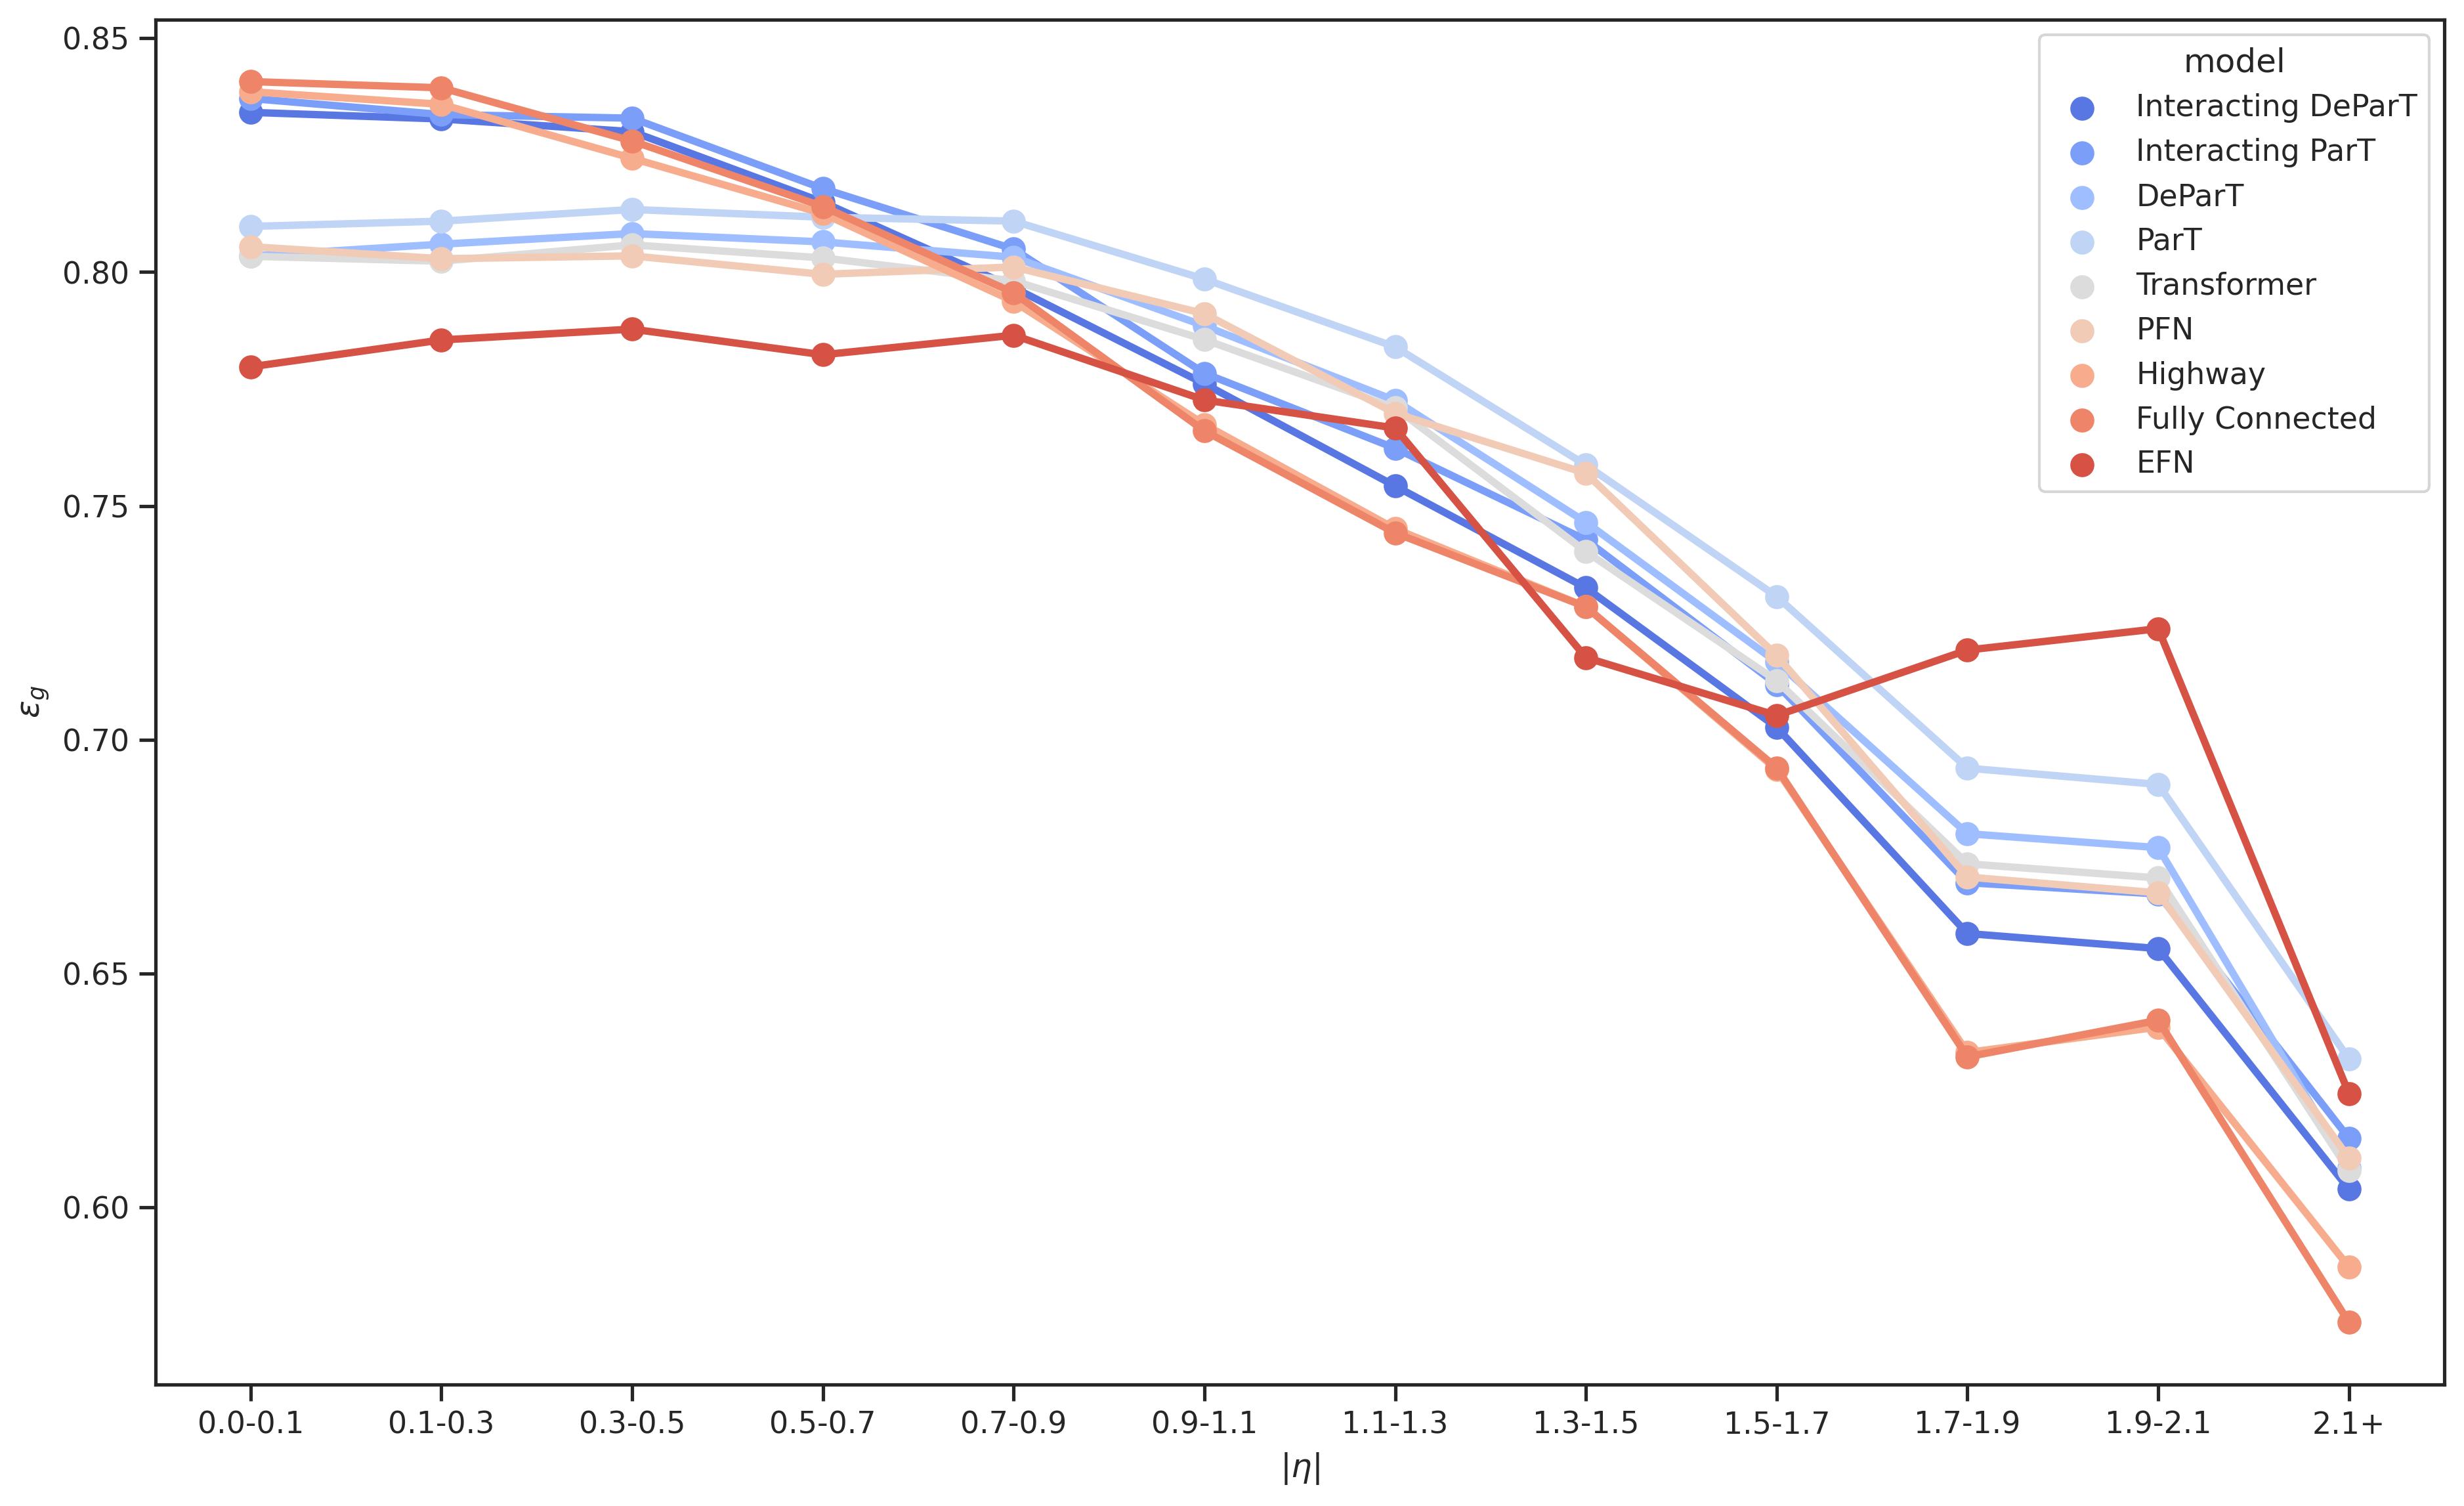 0.85
0.80
0.75
0.70
0.65
0.60
ε_g
model
Interacting DeParT
Interacting ParT
DeParT
ParT
Transformer
PFN
Highway
Fully Connected
EFN
0.0-0.1 0.1-0.3 0.3-0.5 0.5-0.7 0.7-0.9 0.9-1.1 1.1-1.3 1.3-1.5 1.5-1.7 1.7-1.9 1.9-2.1 2.1+
|η|